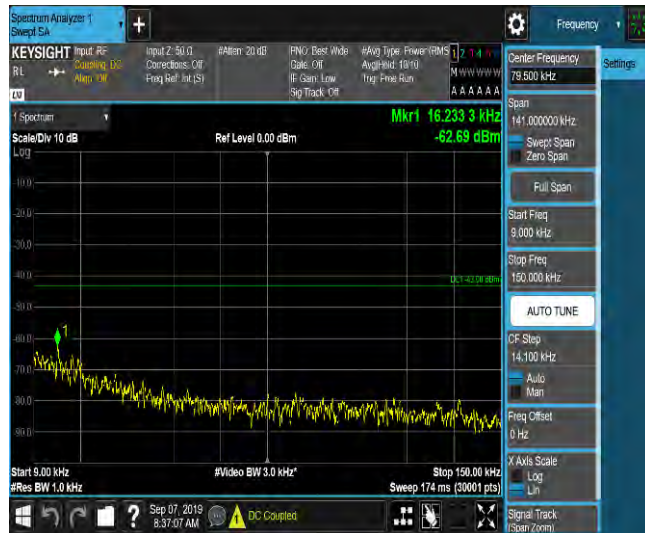 Spectrum Analyzer 1
Swept SA
Frequency
KEYSIGHT
Input: RF
Input Z: 50 Ω
#Atten: 20 dB
PNO: Best Wide
#Avg Type: Power (RMS
1 2 3 4
RL
Coupling: DC
Corrections: Off
Gate: Off
Avg|Hold: 10/10
Align: Off
Freq Ref: Int (S)
IF Gain: Low
Trig: Free Run
Sig Track: Off
A A A A A A
LV
Center Frequency
79.500 kHz
Settings
Span
141.000000 kHz
Swept Span
Zero Span
Full Span
Start Freq
9.000 kHz
Stop Freq
150.000 kHz
AUTO TUNE
CF Step
14.100 kHz
Auto
Man
Freq Offset
0 Hz
X Axis Scale
Log
Lin
Signal Track
(Span Zoom)
1 Spectrum
Mkr1 16.233 3 kHz
Scale/Div 10 dB
Ref Level 0.00 dBm
-62.69 dBm
Log
-10.0
-20.0
-30.0
-40.0
-50.0
1
-60.0
-70.0
-80.0
-90.0
Start 9.00 kHz
#Video BW 3.0 kHz*
Stop 150.00 kHz
#Res BW 1.0 kHz
Sweep 174 ms (30001 pts)
?
Sep 07, 2019
8:37:07 AM
DC Coupled